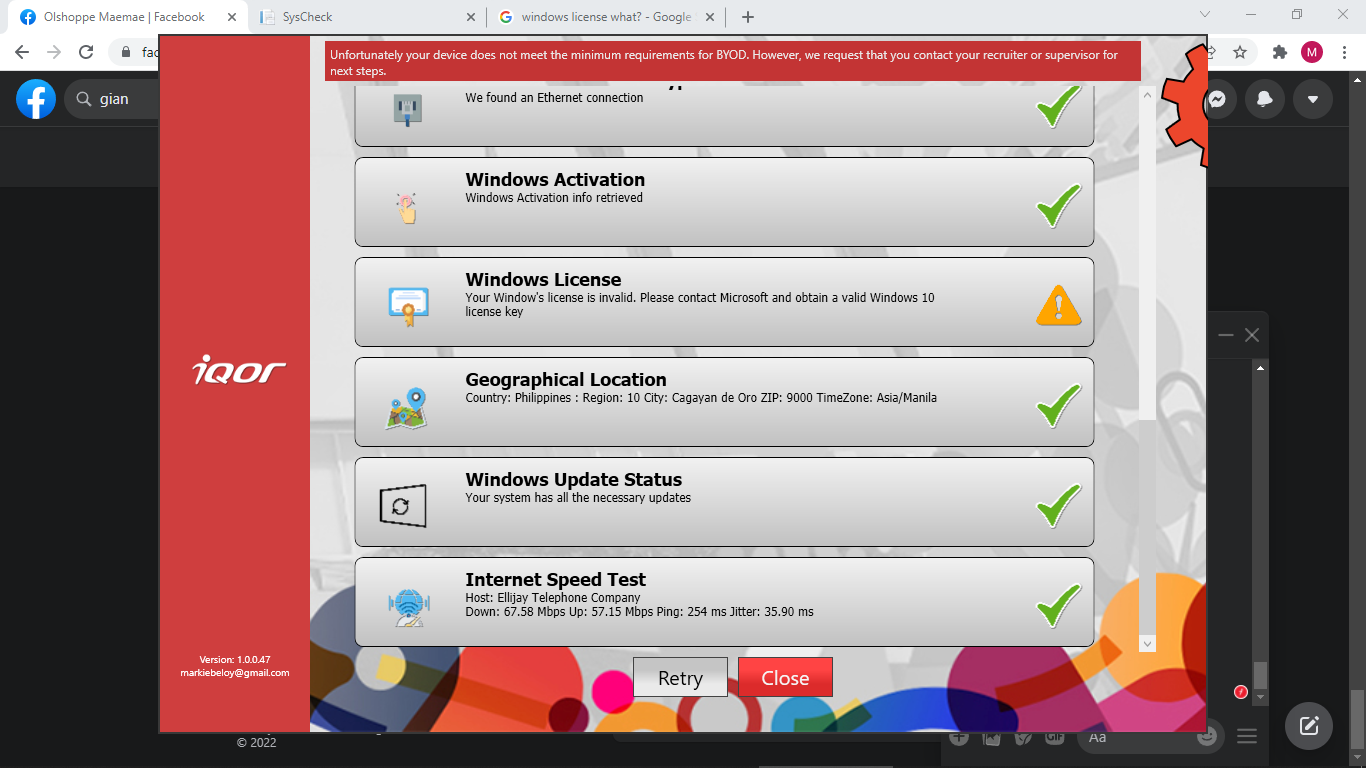 Olshoppe Maemae | Facebook
SysCheck
windows license what? - Google
fac
gian
Unfortunately your device does not meet the minimum requirements for BYOD. However, we request that you contact your recruiter or supervisor for
next steps.
We found an Ethernet connection
Windows Activation
Windows Activation info retrieved
Windows License
Your Window's license is invalid. Please contact Microsoft and obtain a valid Windows 10
license key
Geographical Location
Country: Philippines : Region: 10 City: Cagayan de Oro ZIP: 9000 TimeZone: Asia/Manila
Windows Update Status
Your system has all the necessary updates
Internet Speed Test
Host: Ellijay Telephone Company
Down: 67.58 Mbps Up: 57.15 Mbps Ping: 254 ms Jitter: 35.90 ms
iQor
Version: 1.0.0.47
markiebeloy@gmail.com
Retry
Close
M
© 2022
GIF
Aa